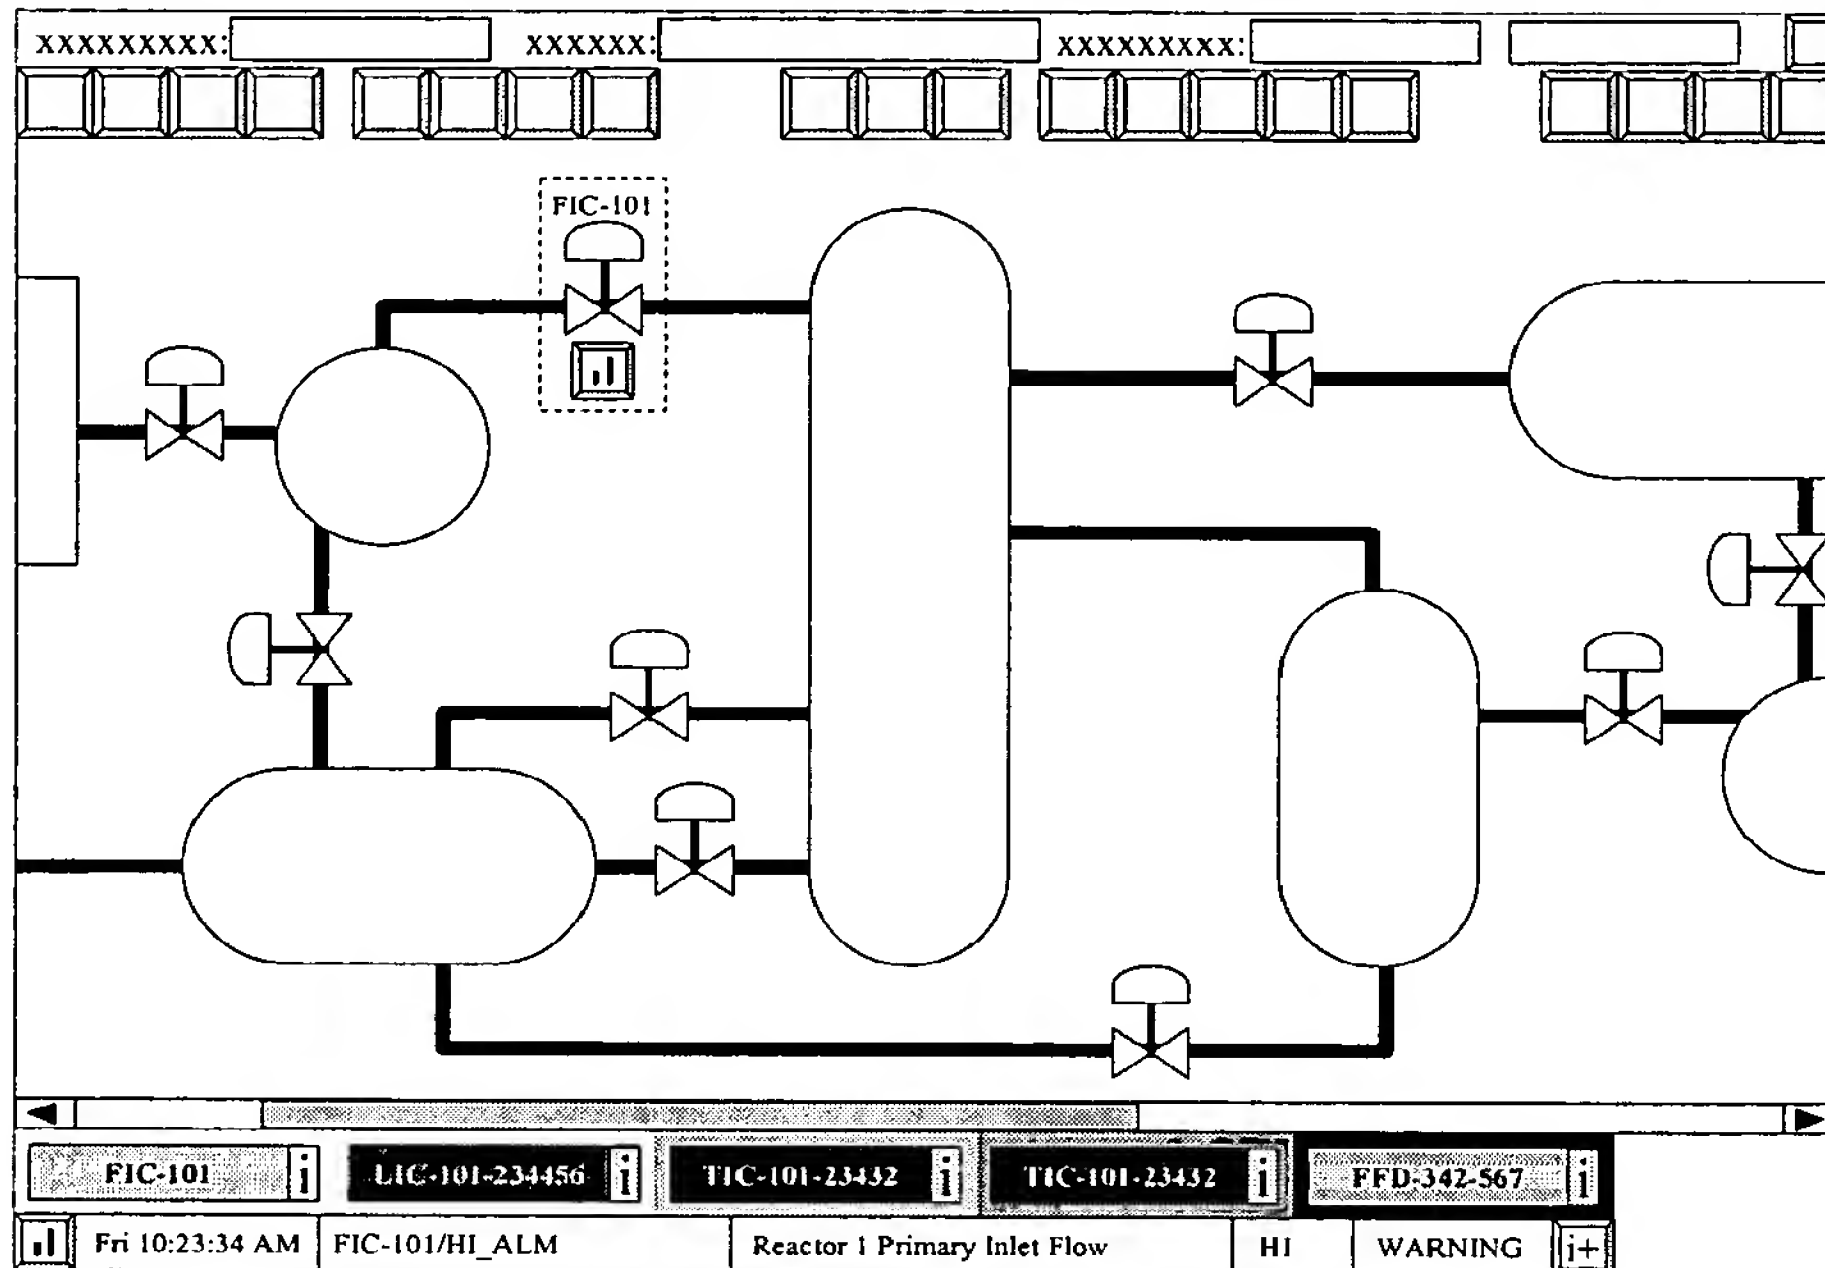 xxxxxxxxx: xxxxxx: xxxxxxxxx:
FIC-101
FIC-101 i LIC-101-234456 i TIC-101-23432 i TIC-101-23432 i FFD-342-567 i
Fri 10:23:34 AM FIC-101/HI_ALM Reactor 1 Primary Inlet Flow HI WARNING i+